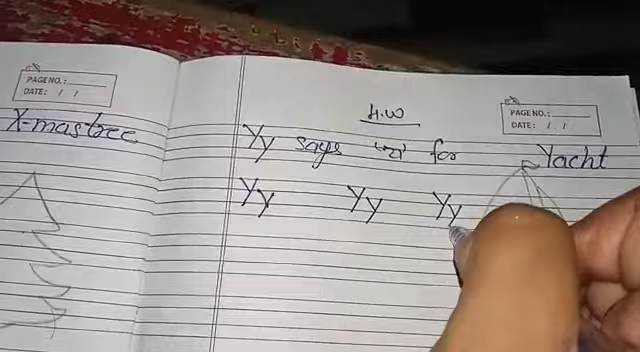 PAGE NO.:
DATE: / /
X-mastree
H.W
PAGE NO.:
DATE: / /
Yy says "य" for Yacht
Yy Yy Yy